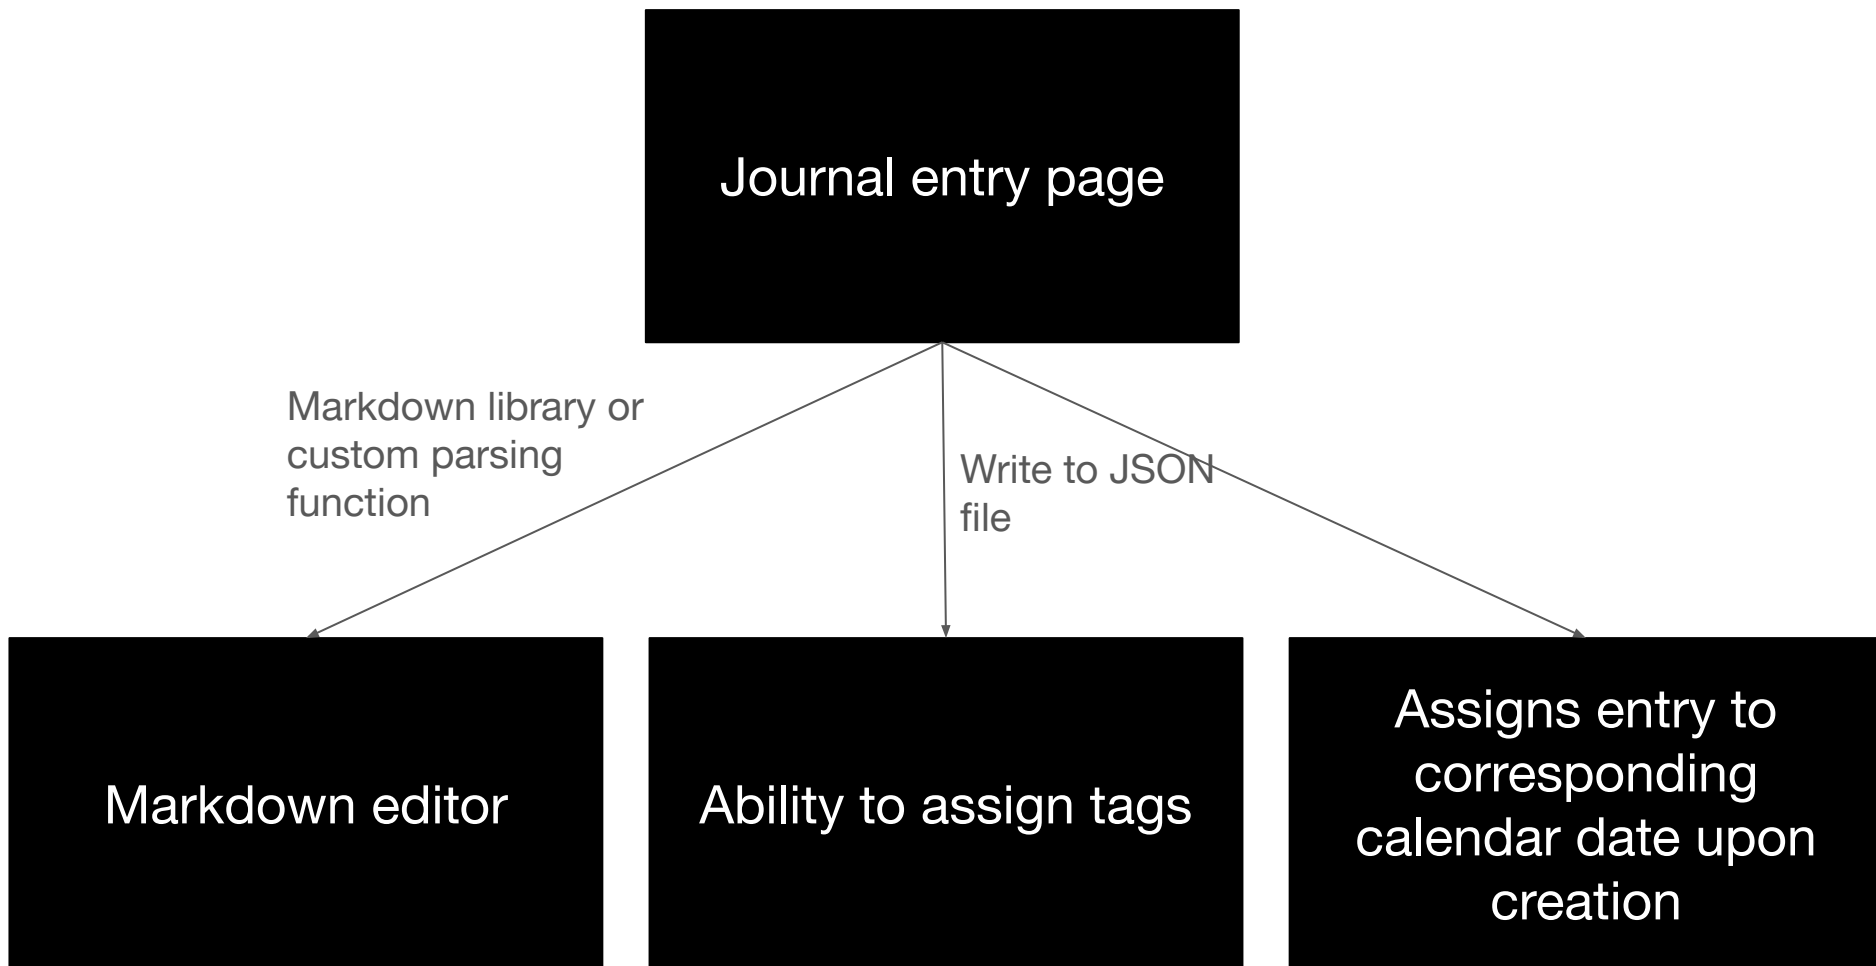 Journal entry page
Markdown library or
custom parsing
function
Write to JSON
file
Markdown editor
Ability to assign tags
Assigns entry to
corresponding
calendar date upon
creation